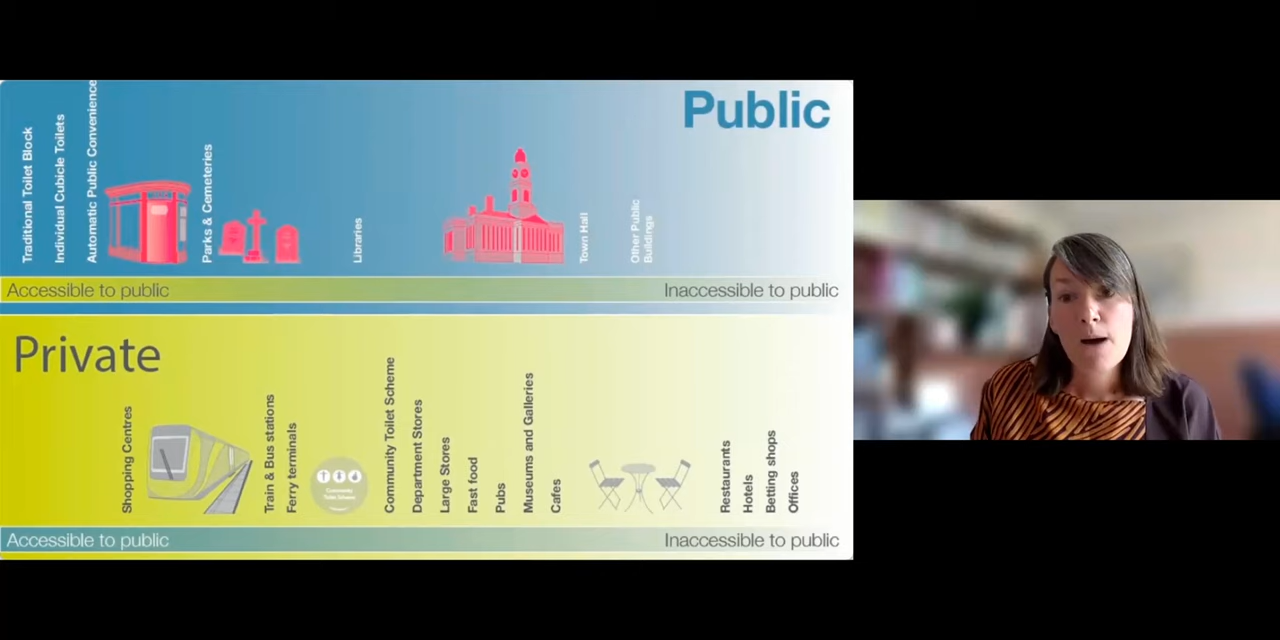 Public
Traditional Toilet Block
Individual Cubicle Toilets
Automatic Public Convenience
Parks & Cemeteries
Libraries
Town Hall
Other Public
Buildings
Accessible to public
Inaccessible to public
Private
Shopping Centres
Train & Bus stations
Ferry terminals
Community
Toilet Scheme
Community Toilet Scheme
Department Stores
Large Stores
Fast food
Pubs
Museums and Galleries
Cafes
Restaurants
Hotels
Betting shops
Offices
Accessible to public
Inaccessible to public